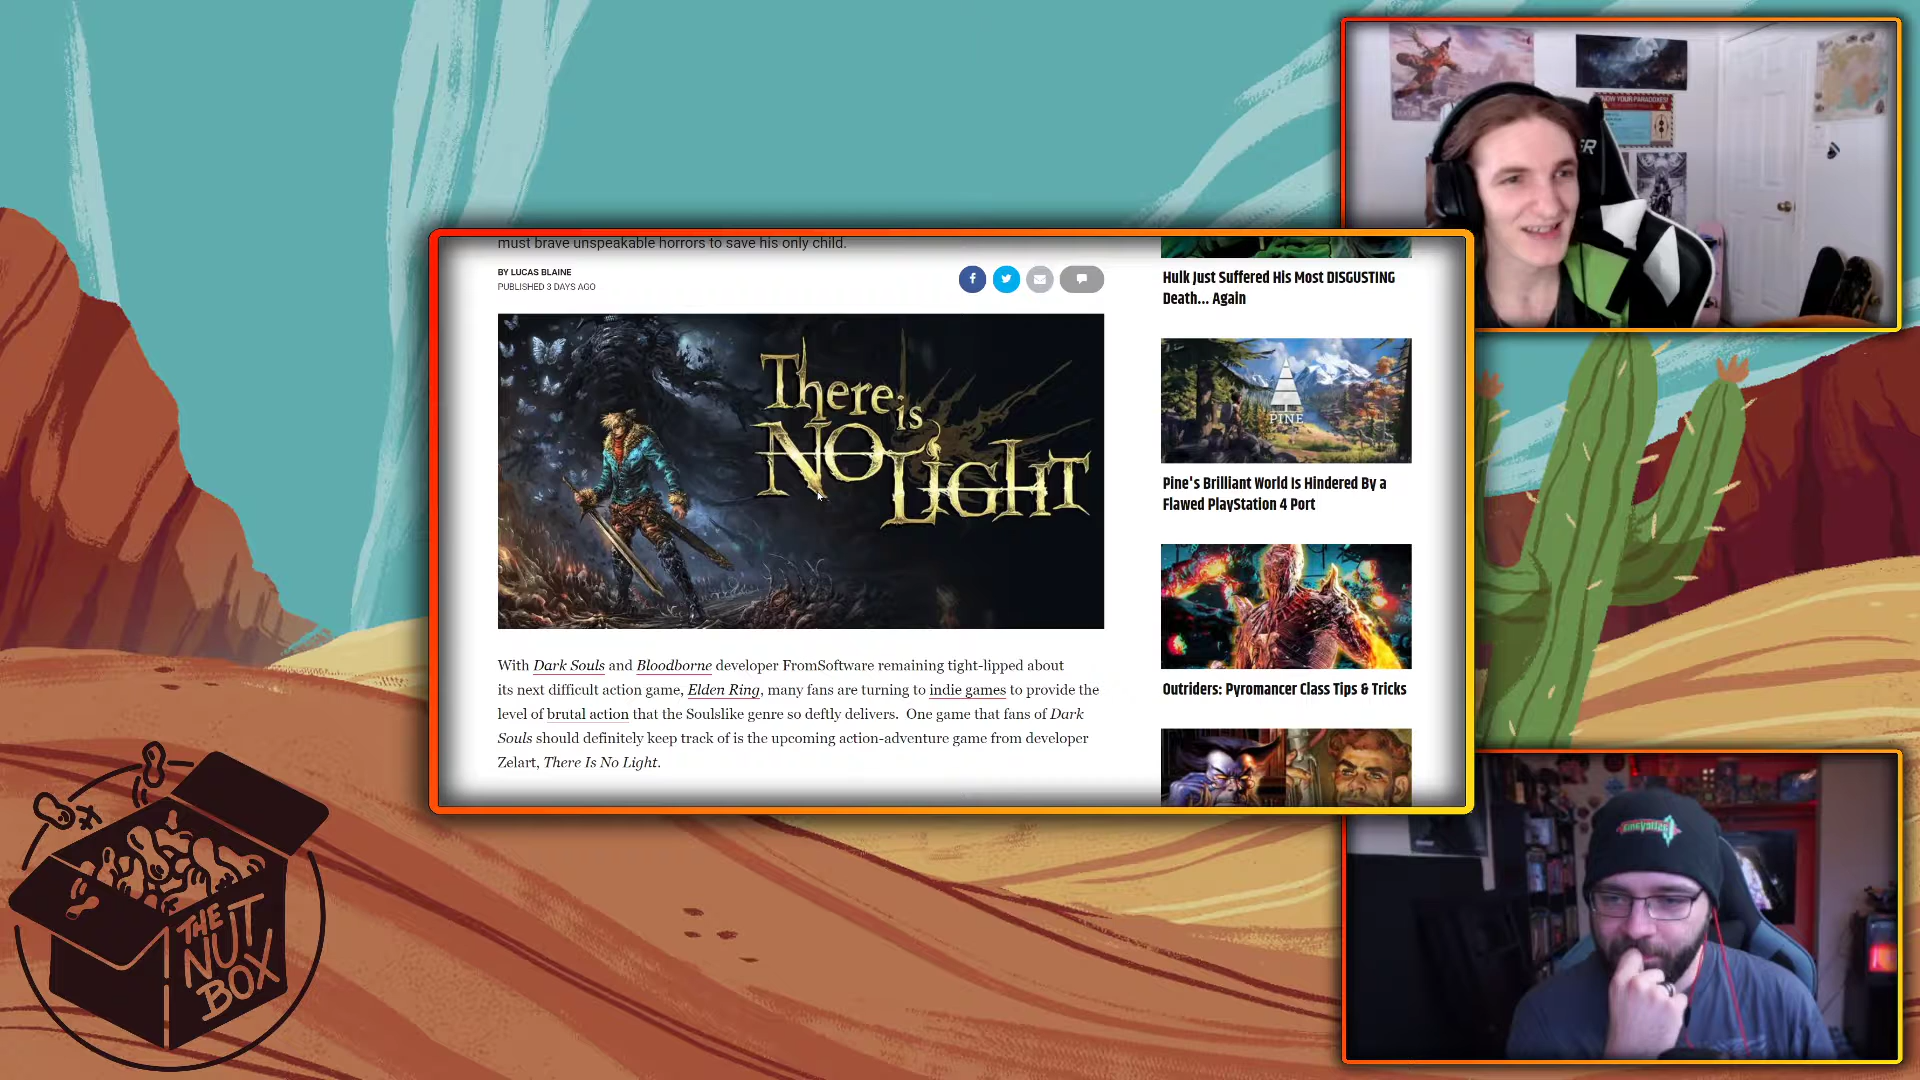 must brave unspeakable horrors to save his only child.
BY LUCAS BLAINE
PUBLISHED 3 DAYS AGO
There is
NO LIGHT
With Dark Souls and Bloodborne developer FromSoftware remaining tight-lipped about
its next difficult action game, Elden Ring, many fans are turning to indie games to provide the
level of brutal action that the Soulslike genre so deftly delivers.  One game that fans of Dark
Souls should definitely keep track of is the upcoming action-adventure game from developer
Zelart, There Is No Light.
Hulk Just Suffered His Most DISGUSTING
Death... Again
PINE
Pine's Brilliant World Is Hindered By a
Flawed PlayStation 4 Port
Outriders: Pyromancer Class Tips & Tricks
KNOW YOUR PARADOXES!
THE
NUT
BOX